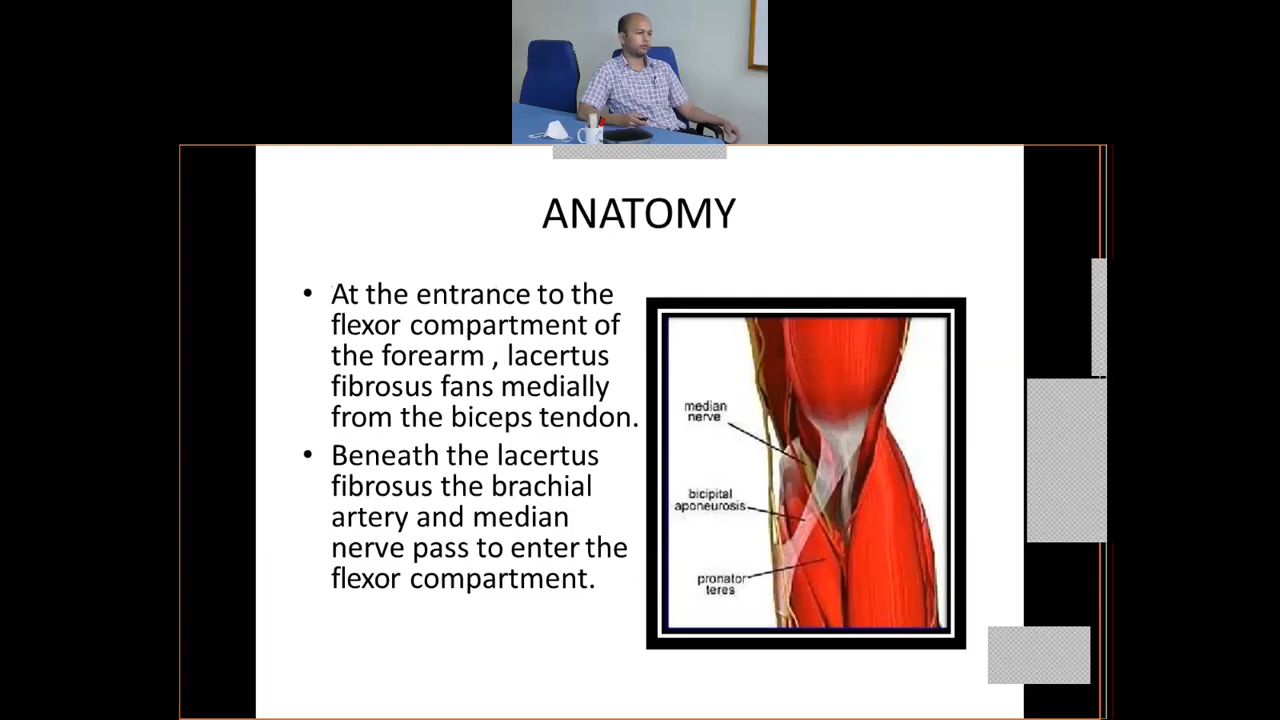 ANATOMY
• At the entrance to the
flexor compartment of
the forearm , lacertus
fibrosus fans medially
from the biceps tendon.
• Beneath the lacertus
fibrosus the brachial
artery and median
nerve pass to enter the
flexor compartment.
median
nerve
bicipital
aponeurosis
pronator
teres